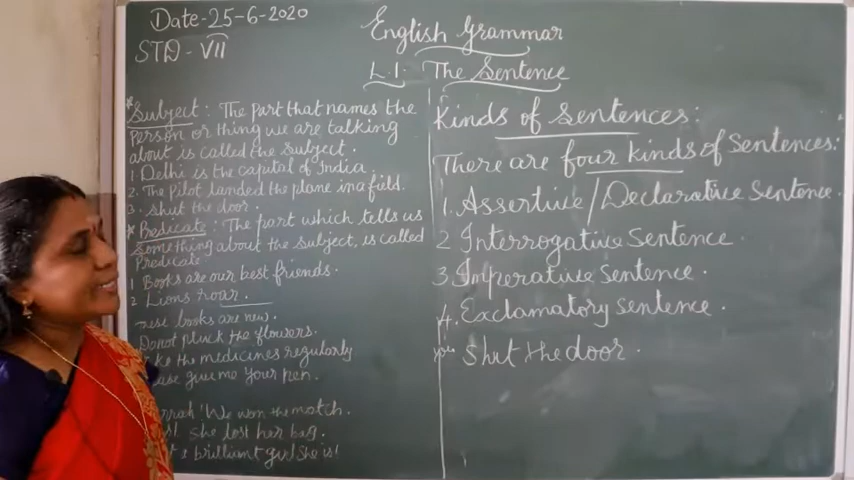 Date-25-6-2020
STD - VII
English Grammar
L.1. The Sentence
*Subject : The part that names the
Person or thing we are talking
about is called the Subject.
1. Delhi is the capital of India.
2. The Pilot landed the plane in a field.
3. Shut the door.
* Predicate : The part which tells us
something about the Subject, is called
Predicate
1 Books are our best friends.
2 Lions roar.
These books are new.
Do not pluck the flowers.
the medicines regularly
give me your pen.
We won the match.
She lost her bag.
a brilliant girl She is!
Kinds of Sentences:
There are four kinds of Sentences:
1. Assertive/Declarative Sentence.
2 Interrogative Sentence.
3. Imperative Sentence.
4. Exclamatory Sentence.
you Shut the door.